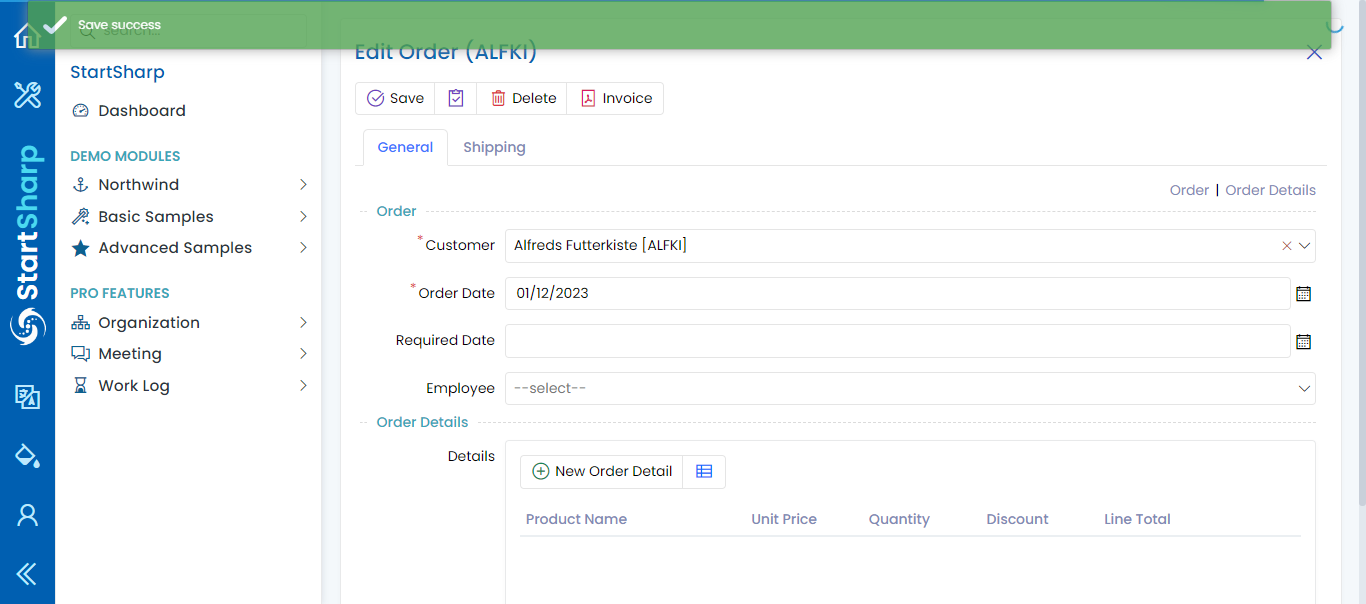 Save success
search...
StartSharp
Dashboard
DEMO MODULES
Northwind
Basic Samples
Advanced Samples
PRO FEATURES
Organization
Meeting
Work Log
StartSharp
Edit Order (ALFKI)
Save
Delete
Invoice
General
Shipping
Order | Order Details
Order
*Customer
Alfreds Futterkiste [ALFKI]
*Order Date
01/12/2023
Required Date
Employee
--select--
Order Details
Details
New Order Detail
Product Name Unit Price Quantity Discount Line Total